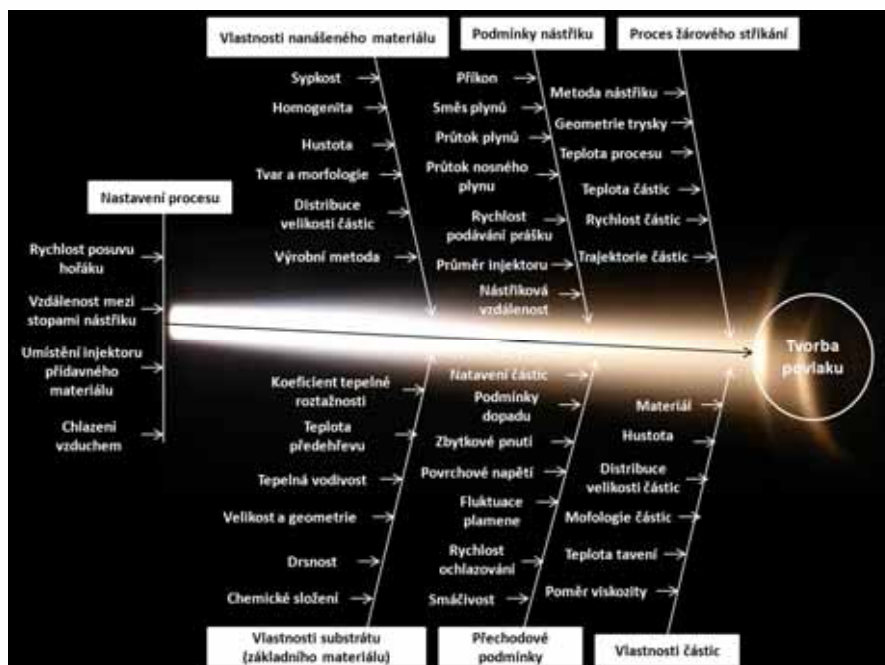 Vlastnosti nanášeného materiálu
Sypkost
Homogenita
Hustota
Tvar a morfologie
Distribuce
velikosti částic
Výrobní metoda
Podmínky nástřiku
Příkon
Směs plynů
Průtok plynů
Průtok nosného
plynu
Rychlost
podávání prášku
Průměr injektoru
Nástřiková
vzdálenost
Proces žárového stříkání
Metoda nástřiku
Geometrie trysky
Teplota procesu
Teplota částic
Rychlost částic
Trajektorie částic
Nastavení procesu
Rychlost posuvu
hořáku
Vzdálenost mezi
stopami nástřiku
Umístění injektoru
přídavného
materiálu
Chlazení
vzduchem
Tvorba
povlaku
Koeficient tepelné
roztažnosti
Teplota
předehřevu
Tepelná vodivost
Velikost a geometrie
Drsnost
Chemické složení
Vlastnosti substrátu
(základního materiálu)
Natavení částic
Podmínky
dopadu
Zbytkové pnutí
Povrchové napětí
Fluktuace
plamene
Rychlost
ochlazování
Smáčivost
Přechodové
podmínky
Materiál
Hustota
Distribuce
velikosti částic
Mofologie částic
Teplota tavení
Poměr viskozity
Vlastnosti částic